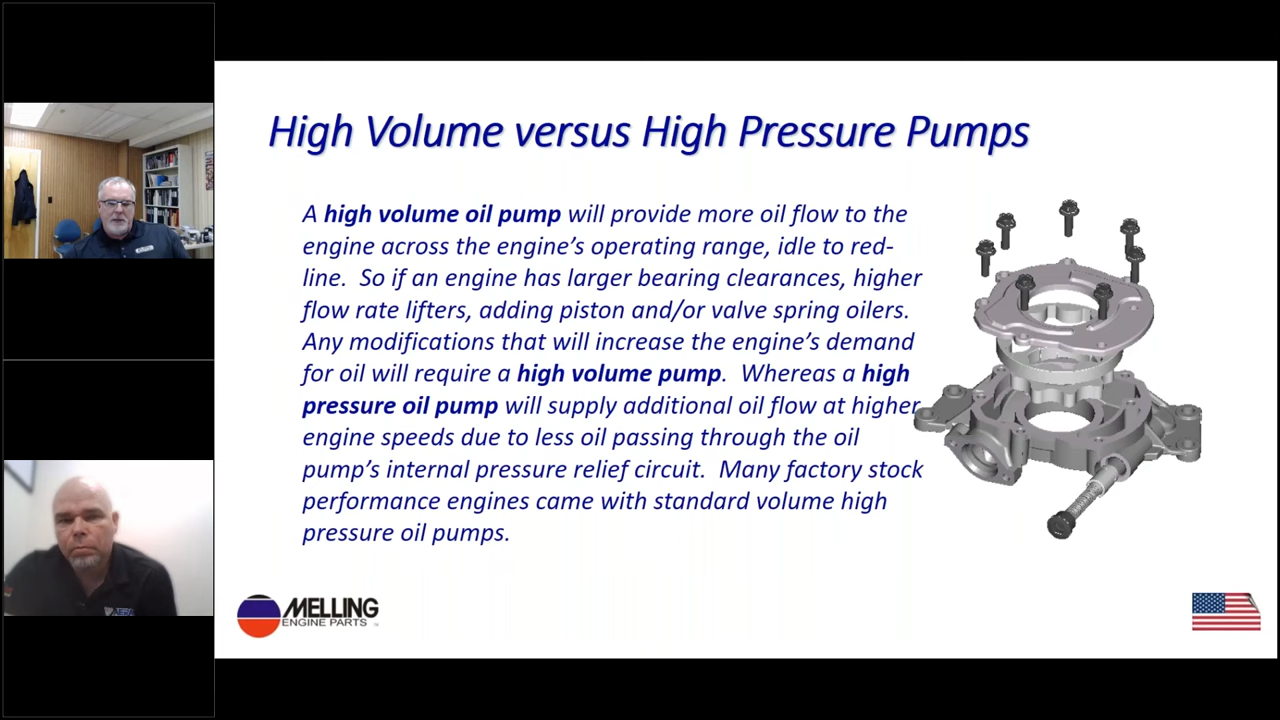 High Volume versus High Pressure Pumps
A high volume oil pump will provide more oil flow to the
engine across the engine's operating range, idle to red-
line. So if an engine has larger bearing clearances, higher
flow rate lifters, adding piston and/or valve spring oilers.
Any modifications that will increase the engine's demand
for oil will require a high volume pump. Whereas a high
pressure oil pump will supply additional oil flow at higher
engine speeds due to less oil passing through the oil
pump's internal pressure relief circuit. Many factory stock
performance engines came with standard volume high
pressure oil pumps.
MELLING
ENGINE PARTS